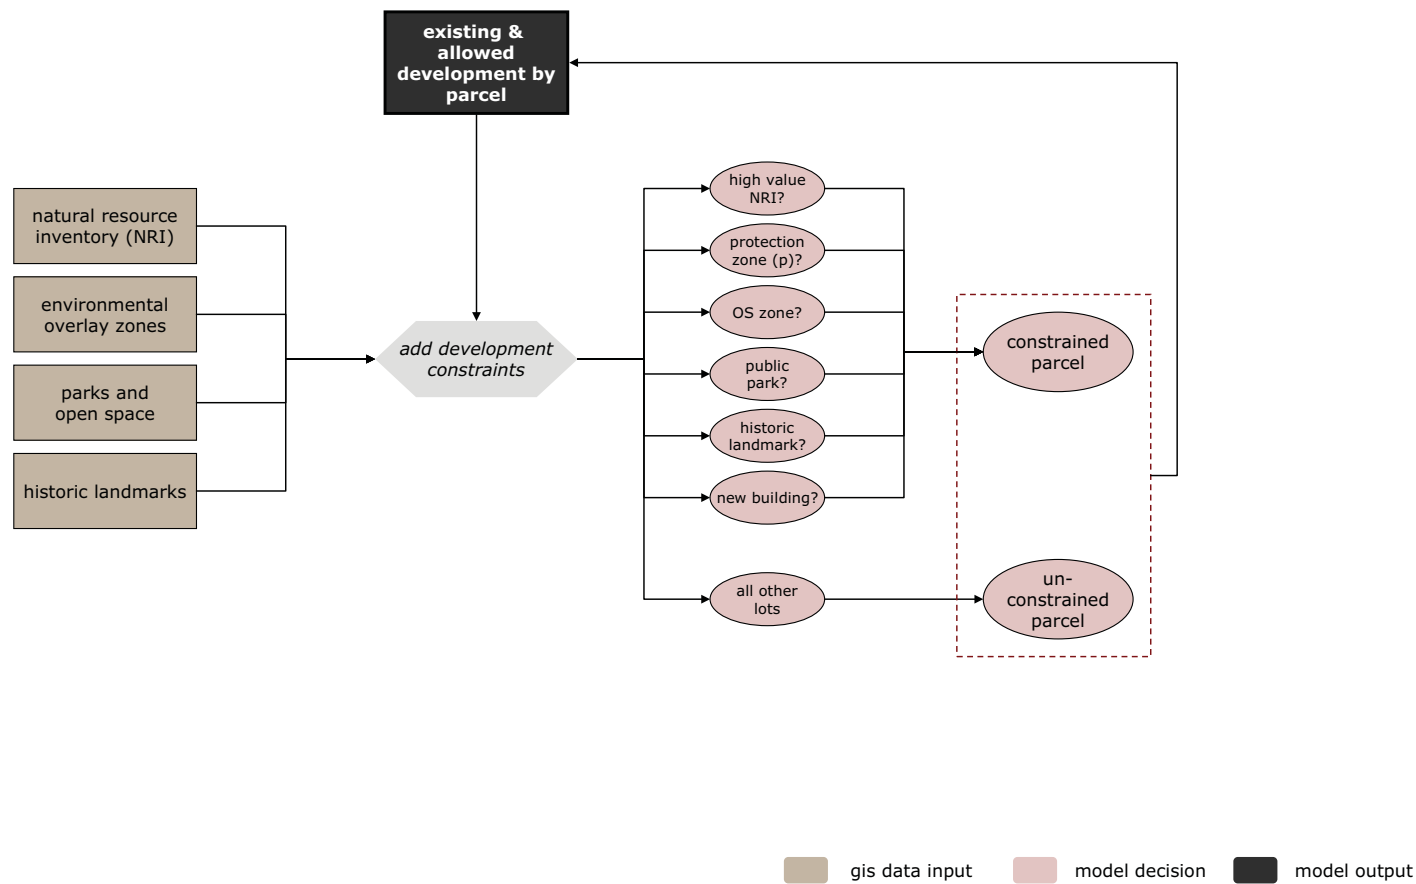 existing &
allowed
development by
parcel
natural resource
inventory (NRI)
environmental
overlay zones
parks and
open space
historic landmarks
add development
constraints
high value
NRI?
protection
zone (p)?
OS zone?
public
park?
historic
landmark?
new building?
all other
lots
constrained
parcel
un-
constrained
parcel
gis data input
model decision
model output